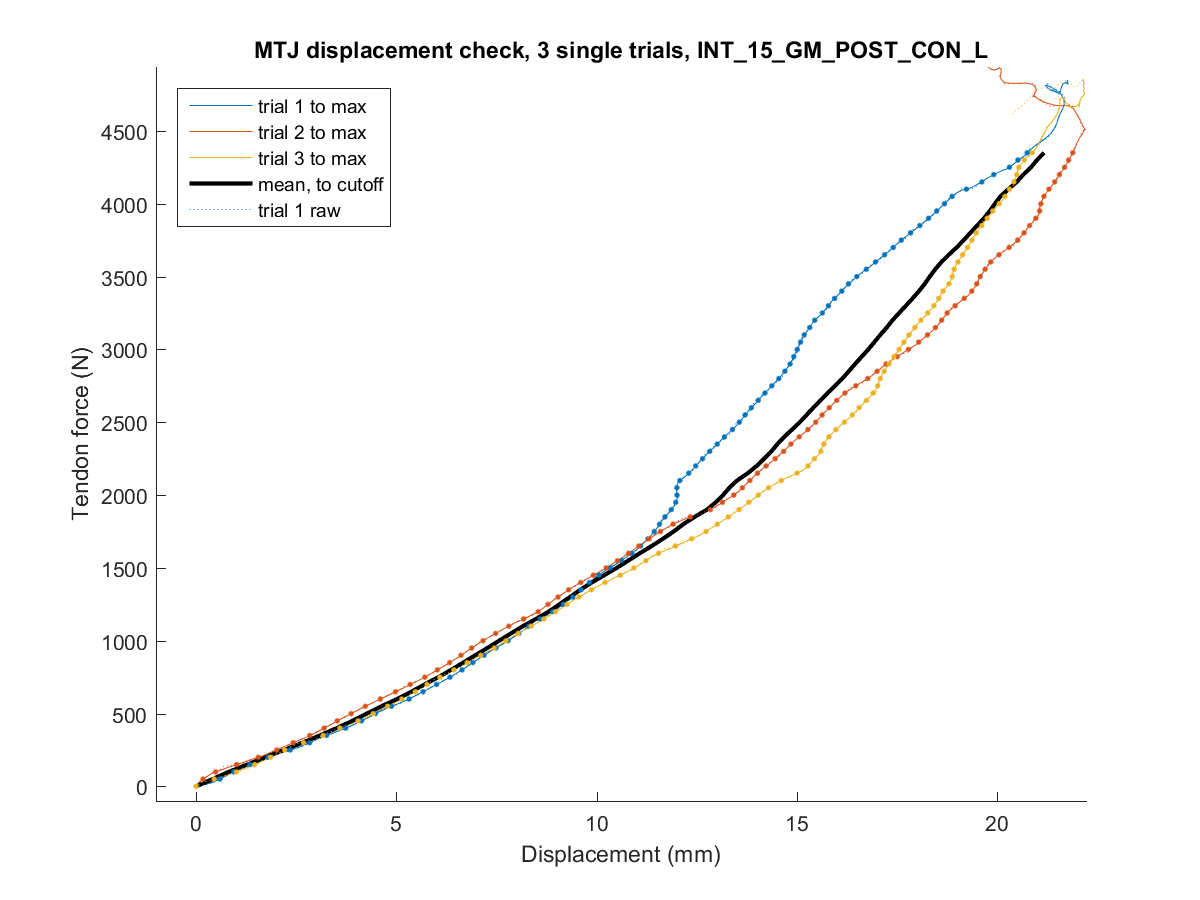 MTJ displacement check, 3 single trials, INT_15_GM_POST_CON_L
trial 1 to max
trial 2 to max
trial 3 to max
mean, to cutoff
trial 1 raw
4500
4000
3500
3000
2500
2000
1500
1000
500
0
Tendon force (N)
0 5 10 15 20
Displacement (mm)